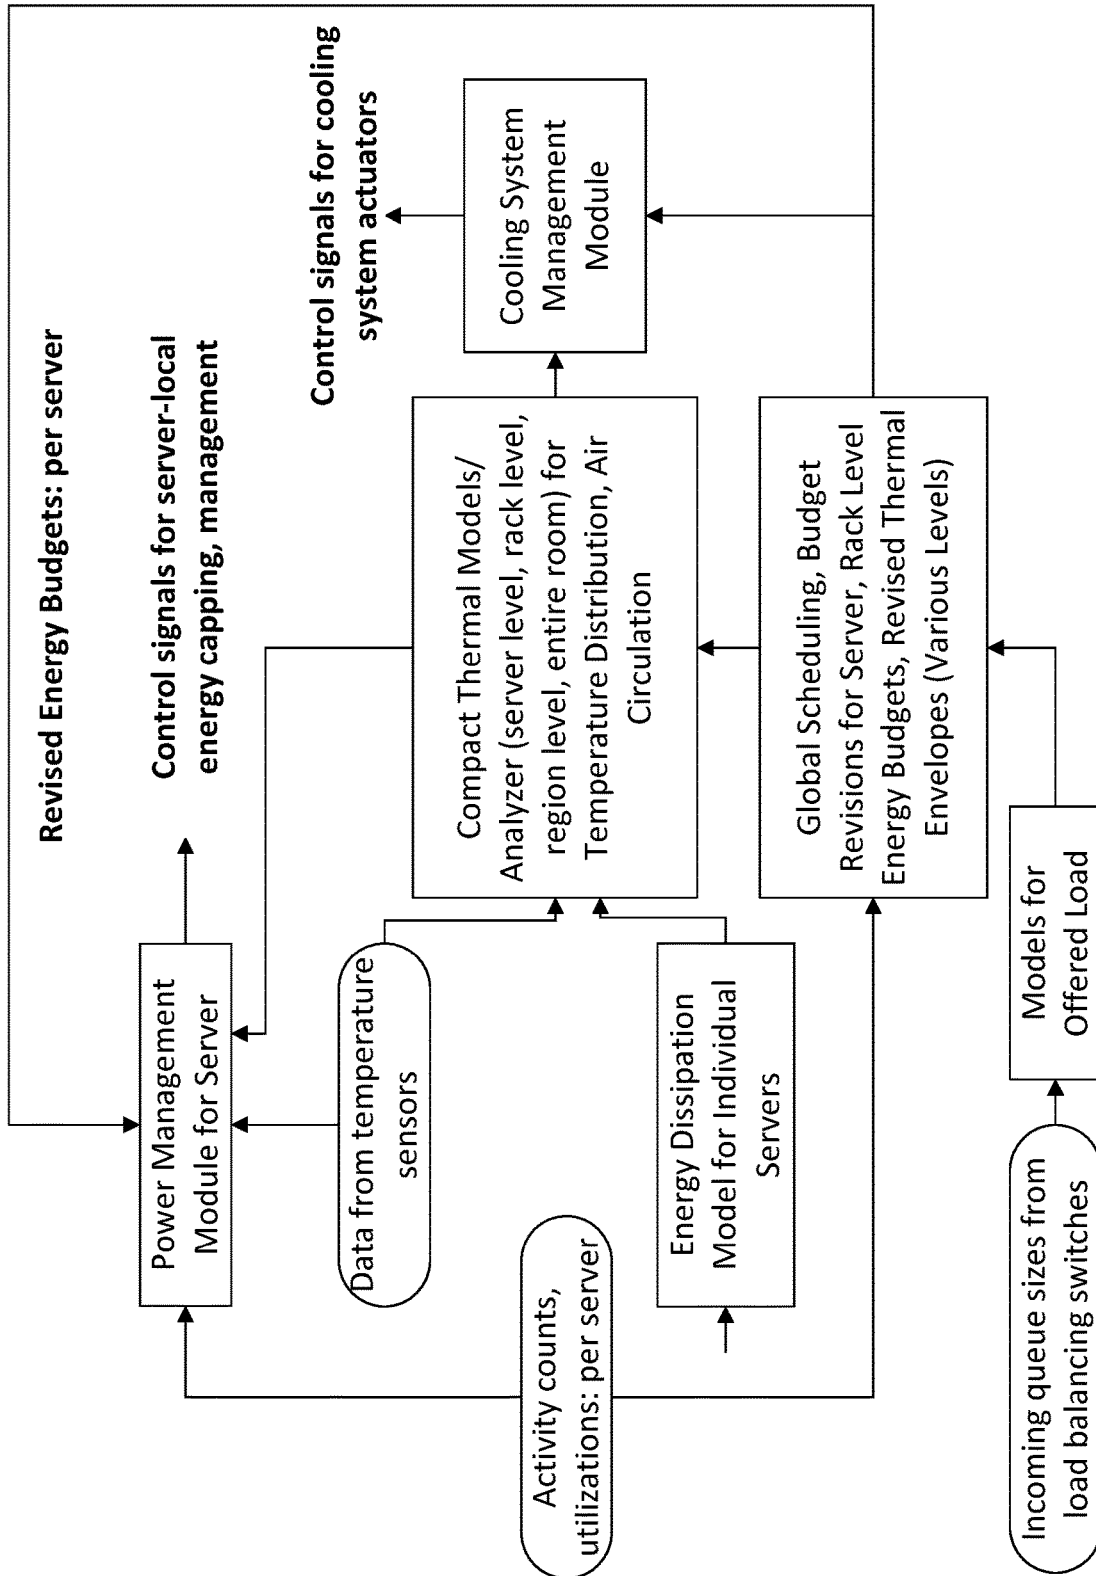 Revised Energy Budgets: per server
Control signals for server-local
energy capping, management
Control signals for cooling
system actuators
Power Management
Module for Server
Data from temperature
sensors
Activity counts,
utilizations: per server
Energy Dissipation
Model for Individual
Servers
Compact Thermal Models/
Analyzer (server level, rack level,
region level, entire room) for
Temperature Distribution, Air
Circulation
Cooling System
Management
Module
Global Scheduling, Budget
Revisions for Server, Rack Level
Energy Budgets, Revised Thermal
Envelopes (Various Levels)
Incoming queue sizes from
load balancing switches
Models for
Offered Load